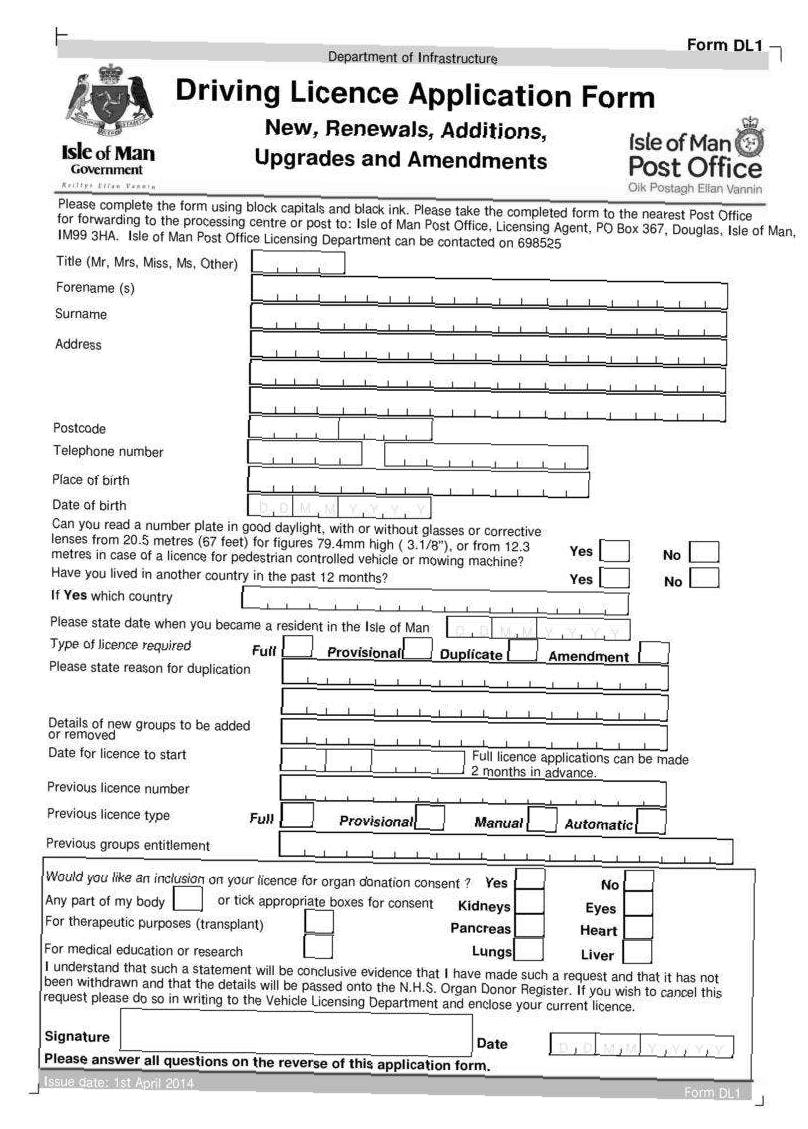 Form DL1
Department of Infrastructure
Driving Licence Application Form
New, Renewals, Additions,
Upgrades and Amendments
Isle of Man
Government
Reiltys Ellan Vannin
Isle of Man
Post Office
Oik Postagh Ellan Vannin
Please complete the form using block capitals and black ink. Please take the completed form to the nearest Post Office
for forwarding to the processing centre or post to: Isle of Man Post Office, Licensing Agent, PO Box 367, Douglas, Isle of Man,
IM99 3HA. Isle of Man Post Office Licensing Department can be contacted on 698525
Title (Mr, Mrs, Miss, Ms, Other)
Forename (s)
Surname
Address
Postcode
Telephone number
Place of birth
Date of birth D D M M Y Y Y Y
Can you read a number plate in good daylight, with or without glasses or corrective
lenses from 20.5 metres (67 feet) for figures 79.4mm high ( 3.1/8"), or from 12.3
metres in case of a licence for pedestrian controlled vehicle or mowing machine? Yes No
Have you lived in another country in the past 12 months? Yes No
If Yes which country
Please state date when you became a resident in the Isle of Man D D M M Y Y Y Y
Type of licence required Full Provisional Duplicate Amendment
Please state reason for duplication
Details of new groups to be added
or removed
Date for licence to start Full licence applications can be made
2 months in advance.
Previous licence number
Previous licence type Full Provisional Manual Automatic
Previous groups entitlement
Would you like an inclusion on your licence for organ donation consent ? Yes No
Any part of my body or tick appropriate boxes for consent Kidneys Eyes
For therapeutic purposes (transplant) Pancreas Heart
For medical education or research Lungs Liver
I understand that such a statement will be conclusive evidence that I have made such a request and that it has not
been withdrawn and that the details will be passed onto the N.H.S. Organ Donor Register. If you wish to cancel this
request please do so in writing to the Vehicle Licensing Department and enclose your current licence.
Signature Date D D M M Y Y Y Y
Please answer all questions on the reverse of this application form.
Issue date: 1st April 2014 Form DL1